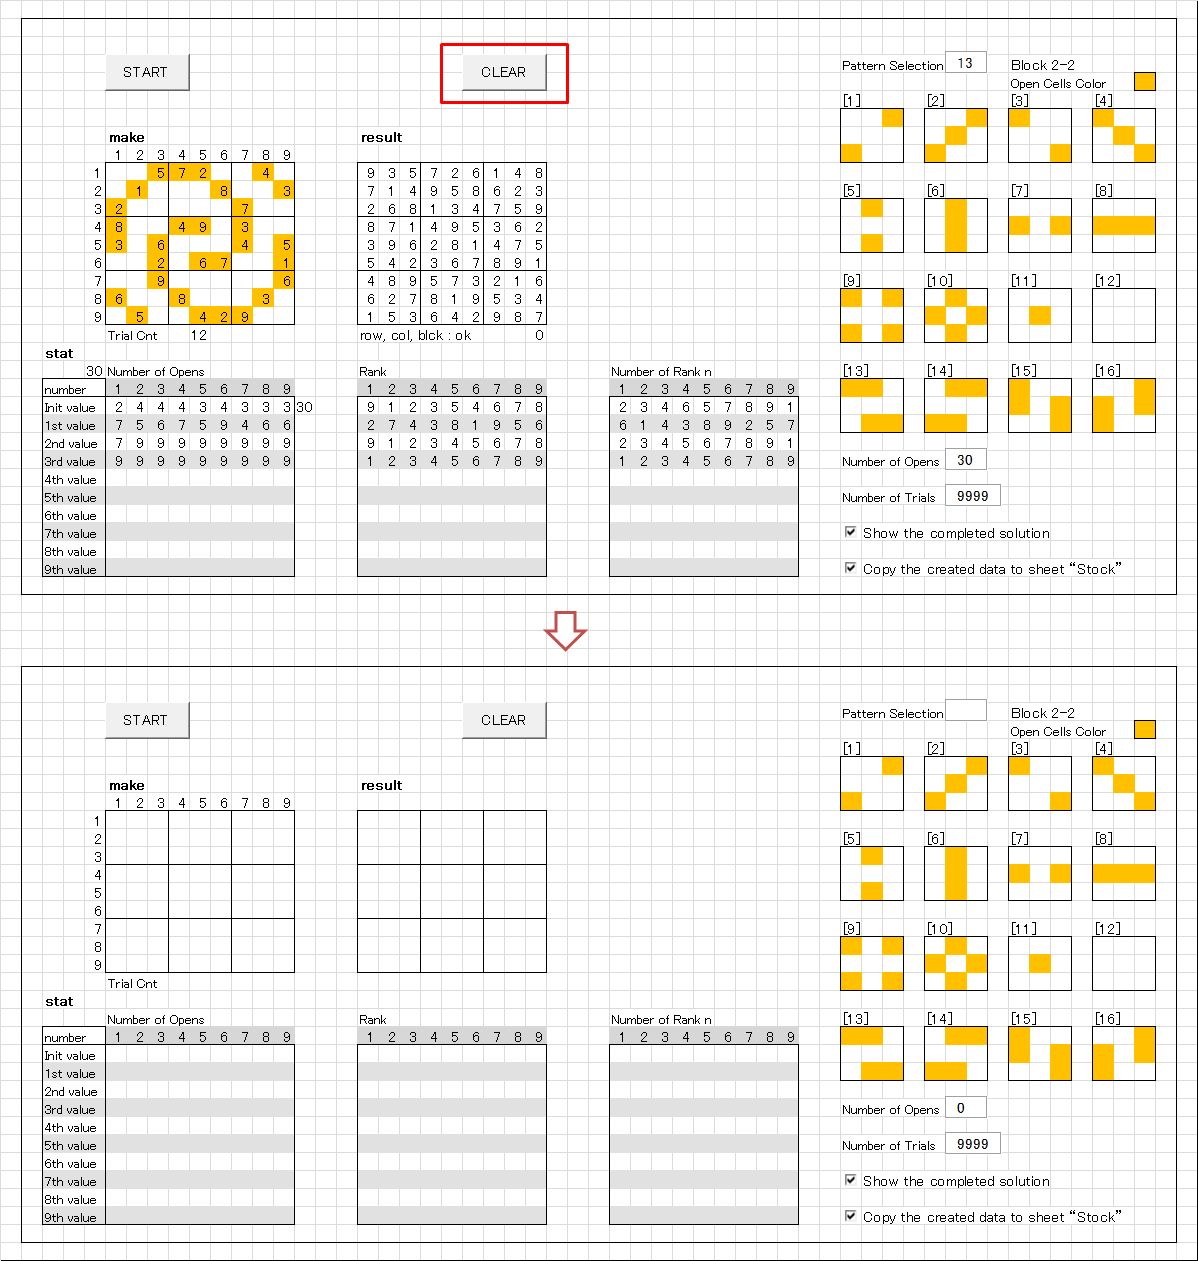 START CLEAR Pattern Selection 13 Block 2-2
Open Cells Color
[1] [2] [3] [4]
make result
1 2 3 4 5 6 7 8 9
1 5 7 2 4 9 3 5 7 2 6 1 4 8
2 1 8 3 7 1 4 9 5 8 6 2 3
3 2 7 2 6 8 1 3 4 7 5 9
[5] [6] [7] [8]
4 8 4 9 3 8 7 1 4 9 5 3 6 2
5 3 6 4 5 3 9 6 2 8 1 4 7 5
6 2 6 7 1 5 4 2 3 6 7 8 9 1
7 9 6 4 8 9 5 7 3 2 1 6
[9] [10] [11] [12]
8 6 8 3 6 2 7 8 1 9 5 3 4
9 5 4 2 9 1 5 3 6 4 2 9 8 7
Trial Cnt 12 row, col, blck : ok 0
stat
30 Number of Opens Rank Number of Rank n
[13] [14] [15] [16]
number 1 2 3 4 5 6 7 8 9 1 2 3 4 5 6 7 8 9 1 2 3 4 5 6 7 8 9
Init value 2 4 4 4 3 4 3 3 3 30 9 1 2 3 5 4 6 7 8 2 3 4 6 5 7 8 9 1
1st value 7 5 6 7 5 9 4 6 6 2 7 4 3 8 1 9 5 6 6 1 4 3 8 9 2 5 7
2nd value 7 9 9 9 9 9 9 9 9 9 1 2 3 4 5 6 7 8 2 3 4 5 6 7 8 9 1
3rd value 9 9 9 9 9 9 9 9 9 1 2 3 4 5 6 7 8 9 1 2 3 4 5 6 7 8 9
Number of Opens 30
4th value
5th value
Number of Trials 9999
6th value
7th value
Show the completed solution
8th value
9th value
Copy the created data to sheet “Stock”
START CLEAR Pattern Selection Block 2-2
Open Cells Color
[1] [2] [3] [4]
make result
1 2 3 4 5 6 7 8 9
1
2
3
[5] [6] [7] [8]
4
5
6
7
[9] [10] [11] [12]
8
9
Trial Cnt
stat
Number of Opens Rank Number of Rank n
[13] [14] [15] [16]
number 1 2 3 4 5 6 7 8 9 1 2 3 4 5 6 7 8 9 1 2 3 4 5 6 7 8 9
Init value
1st value
2nd value
3rd value
Number of Opens 0
4th value
5th value
Number of Trials 9999
6th value
7th value
Show the completed solution
8th value
9th value
Copy the created data to sheet “Stock”